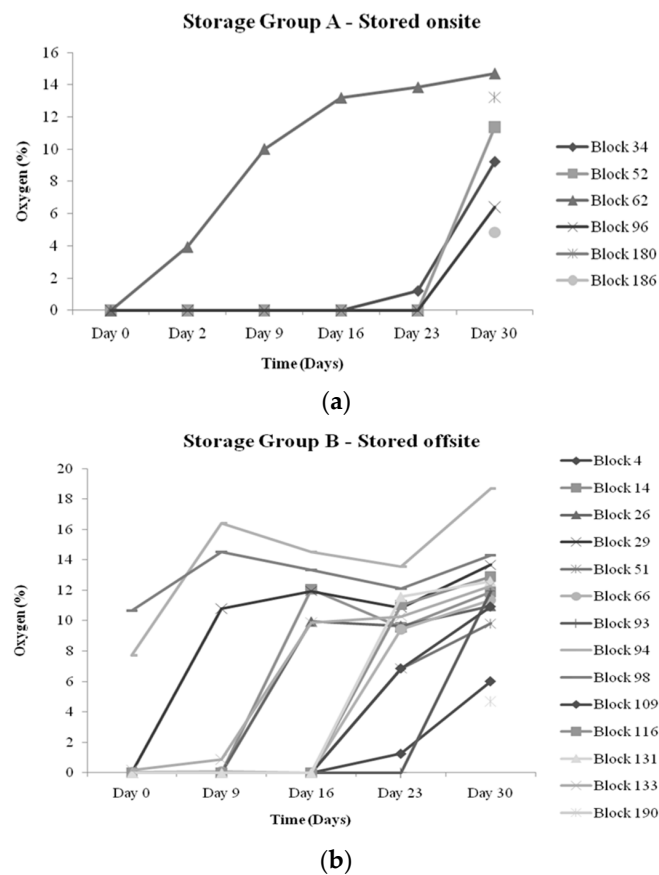 Storage Group A - Stored onsite
16
14
12
10
8
6
4
2
0
Oxygen (%)
Day 0 Day 2 Day 9 Day 16 Day 23 Day 30
Time (Days)
Block 34
Block 52
Block 62
Block 96
Block 180
Block 186
(a)
Storage Group B - Stored offsite
20
18
16
14
12
10
8
6
4
2
0
Oxygen (%)
Day 0 Day 9 Day 16 Day 23 Day 30
Time (Days)
Block 4
Block 14
Block 26
Block 29
Block 51
Block 66
Block 93
Block 94
Block 98
Block 109
Block 116
Block 131
Block 133
Block 190
(b)